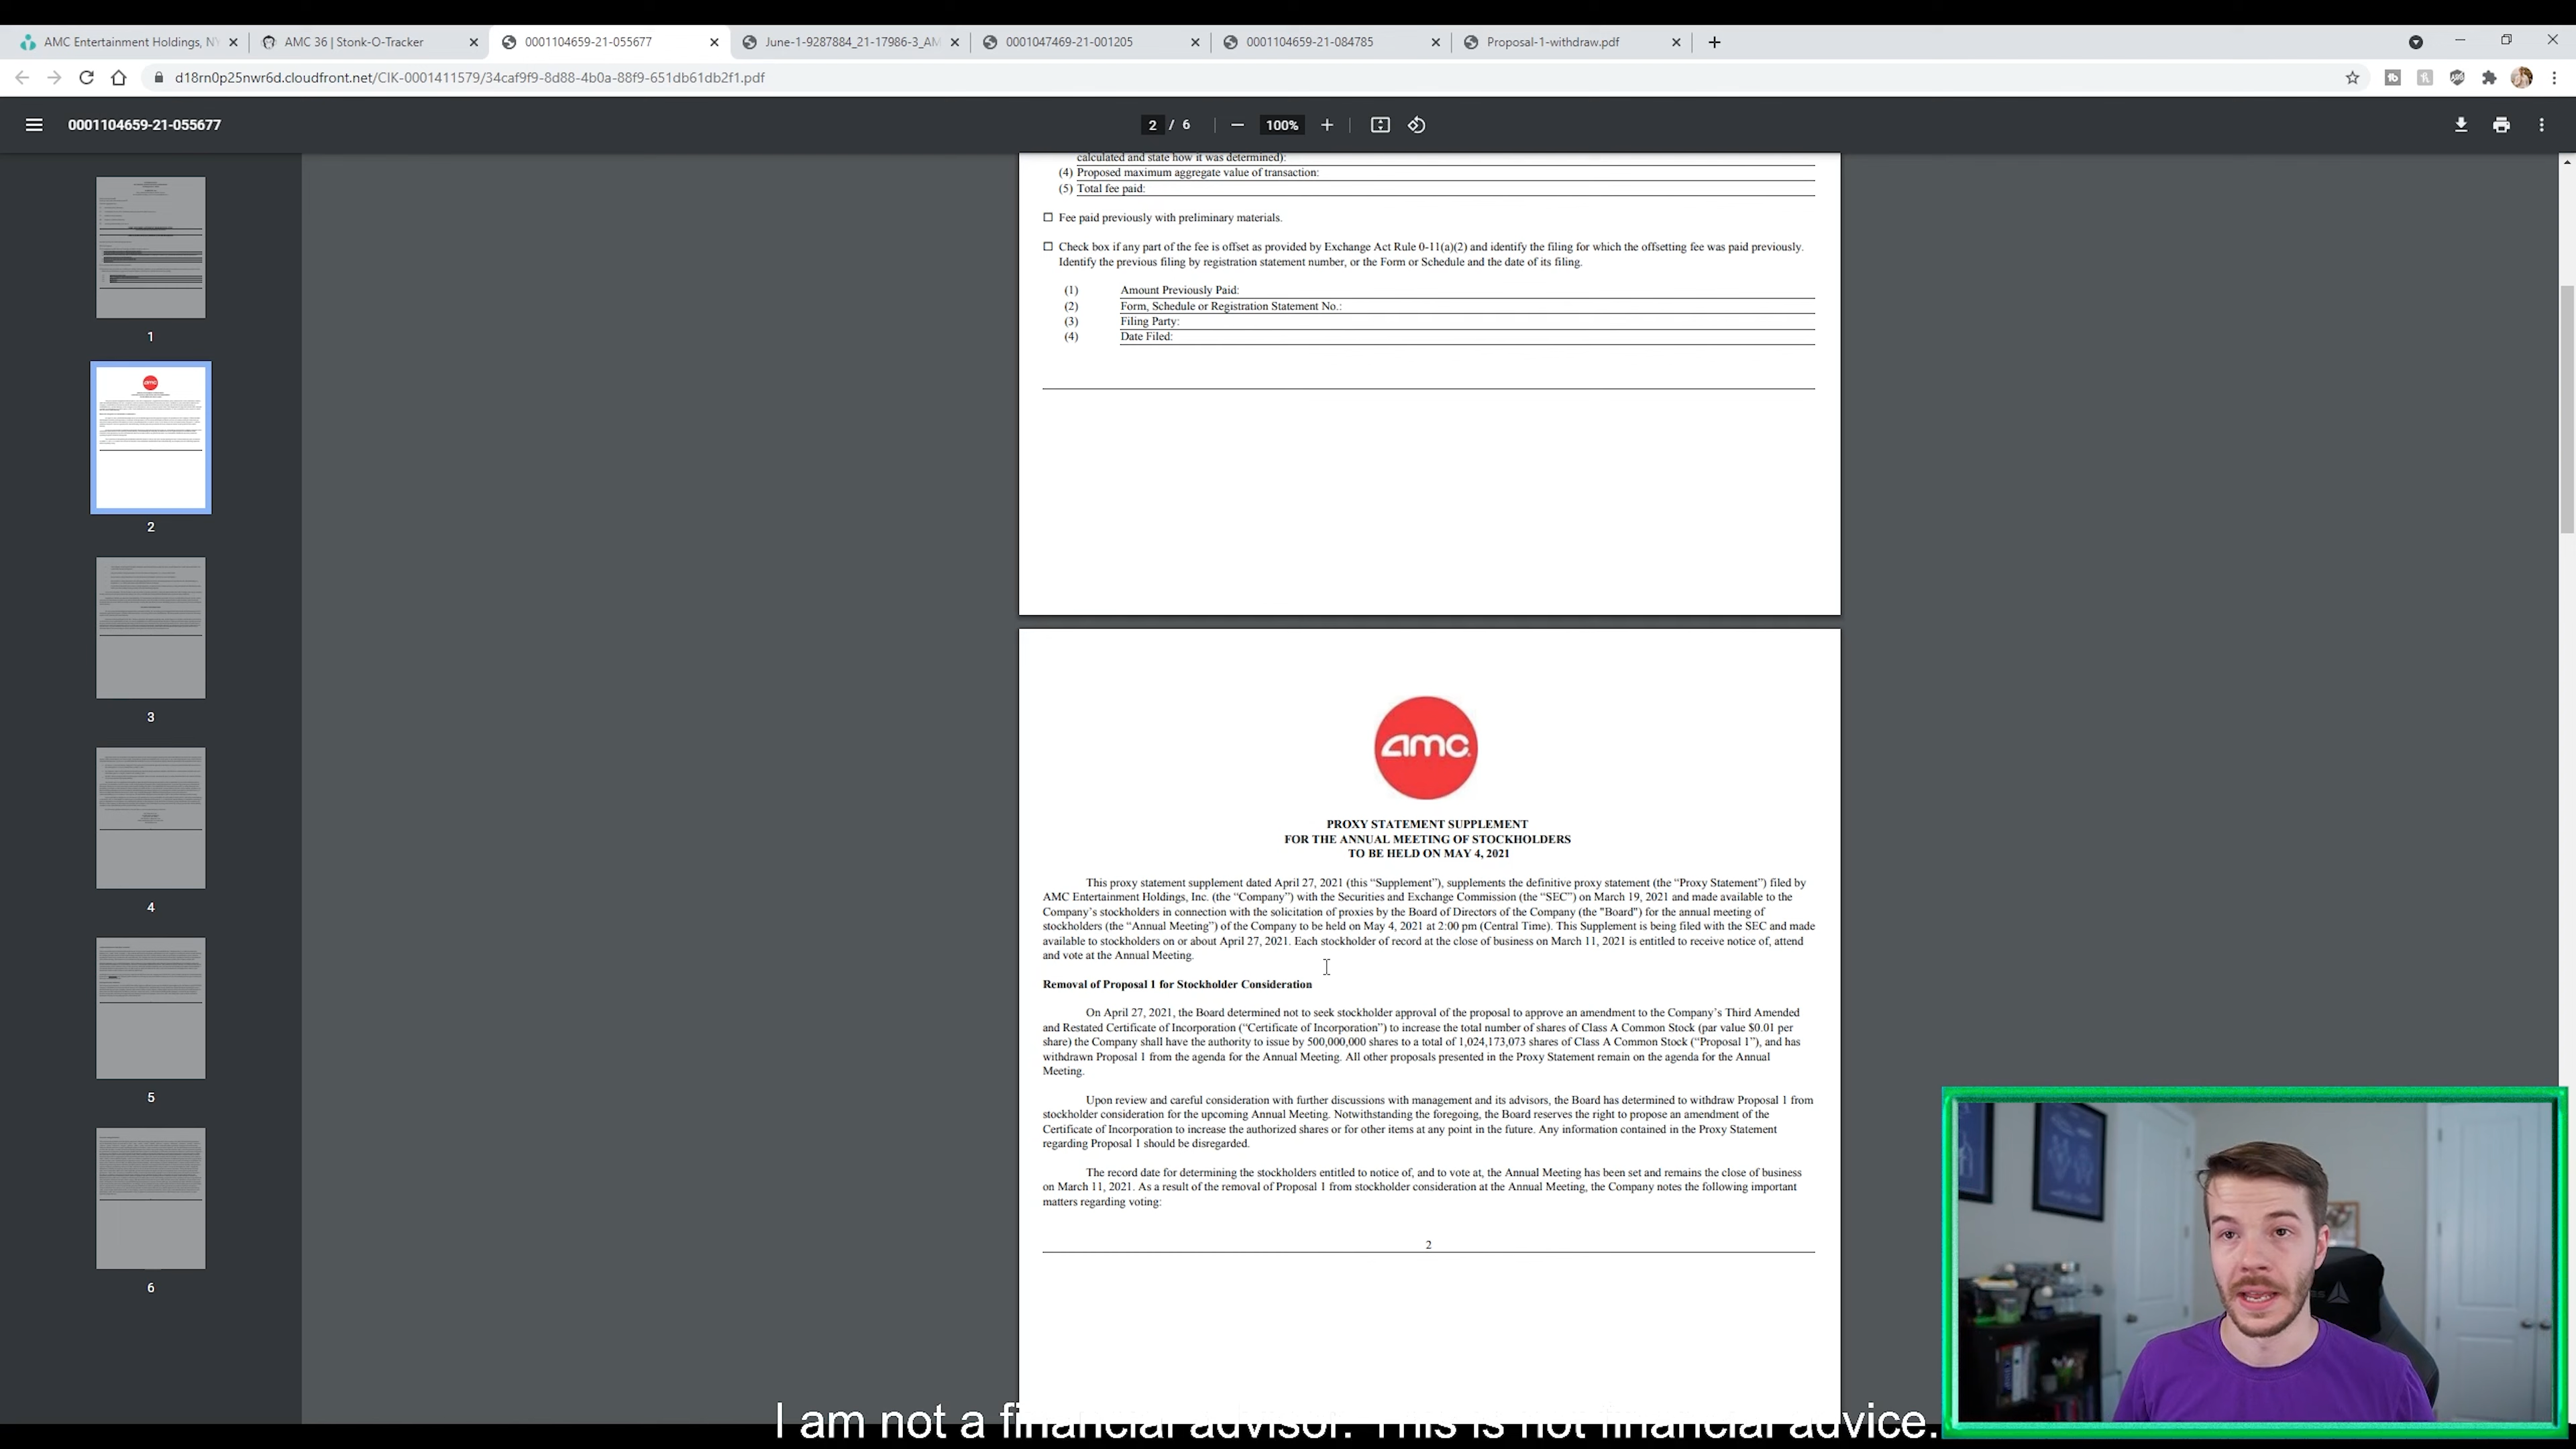 AMC Entertainment Holdings, NY
AMC 36 | Stonk-O-Tracker
0001104659-21-055677
June-1-9287884_21-17986-3_AM
0001047469-21-001205
0001104659-21-084785
Proposal-1-withdraw.pdf
d18rn0p25nwr6d.cloudfront.net/CIK-0001411579/34caf9f9-8d88-4b0a-88f9-651db61db2f1.pdf
0001104659-21-055677
2 / 6
100%
1
2
3
4
5
6
calculated and state how it was determined):
(4) Proposed maximum aggregate value of transaction:
(5) Total fee paid:
☐ Fee paid previously with preliminary materials.
☐ Check box if any part of the fee is offset as provided by Exchange Act Rule 0-11(a)(2) and identify the filing for which the offsetting fee was paid previously.
Identify the previous filing by registration statement number, or the Form or Schedule and the date of its filing.
(1) Amount Previously Paid:
(2) Form, Schedule or Registration Statement No.:
(3) Filing Party:
(4) Date Filed:
amc
PROXY STATEMENT SUPPLEMENT
FOR THE ANNUAL MEETING OF STOCKHOLDERS
TO BE HELD ON MAY 4, 2021
This proxy statement supplement dated April 27, 2021 (this “Supplement”), supplements the definitive proxy statement (the “Proxy Statement”) filed by
AMC Entertainment Holdings, Inc. (the “Company”) with the Securities and Exchange Commission (the “SEC”) on March 19, 2021 and made available to the
Company’s stockholders in connection with the solicitation of proxies by the Board of Directors of the Company (the "Board") for the annual meeting of
stockholders (the “Annual Meeting”) of the Company to be held on May 4, 2021 at 2:00 pm (Central Time). This Supplement is being filed with the SEC and made
available to stockholders on or about April 27, 2021. Each stockholder of record at the close of business on March 11, 2021 is entitled to receive notice of, attend
and vote at the Annual Meeting.
Removal of Proposal 1 for Stockholder Consideration
On April 27, 2021, the Board determined not to seek stockholder approval of the proposal to approve an amendment to the Company’s Third Amended
and Restated Certificate of Incorporation (“Certificate of Incorporation”) to increase the total number of shares of Class A Common Stock (par value $0.01 per
share) the Company shall have the authority to issue by 500,000,000 shares to a total of 1,024,173,073 shares of Class A Common Stock (“Proposal 1”), and has
withdrawn Proposal 1 from the agenda for the Annual Meeting. All other proposals presented in the Proxy Statement remain on the agenda for the Annual
Meeting.
Upon review and careful consideration with further discussions with management and its advisors, the Board has determined to withdraw Proposal 1 from
stockholder consideration for the upcoming Annual Meeting. Notwithstanding the foregoing, the Board reserves the right to propose an amendment of the
Certificate of Incorporation to increase the authorized shares or for other items at any point in the future. Any information contained in the Proxy Statement
regarding Proposal 1 should be disregarded.
The record date for determining the stockholders entitled to notice of, and to vote at, the Annual Meeting has been set and remains the close of business
on March 11, 2021. As a result of the removal of Proposal 1 from stockholder consideration at the Annual Meeting, the Company notes the following important
matters regarding voting:
2
I am not a financial advisor. This is not financial advice.